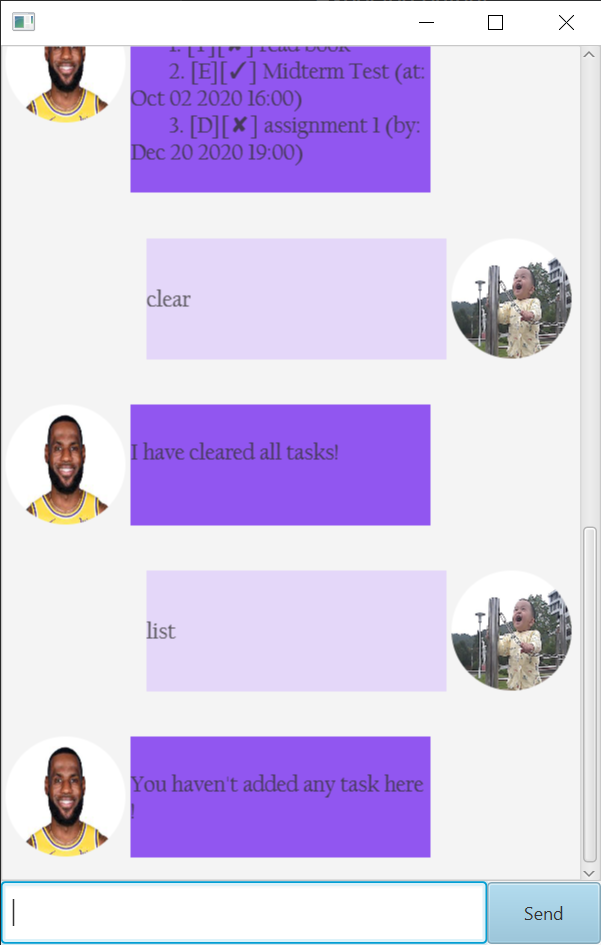 1. [T][✘] read book
2. [E][✓] Midterm Test (at:
Oct 02 2020 16:00)
3. [D][✘] assignment 1 (by:
Dec 20 2020 19:00)
clear
I have cleared all tasks!
list
You haven't added any task here
!
Send